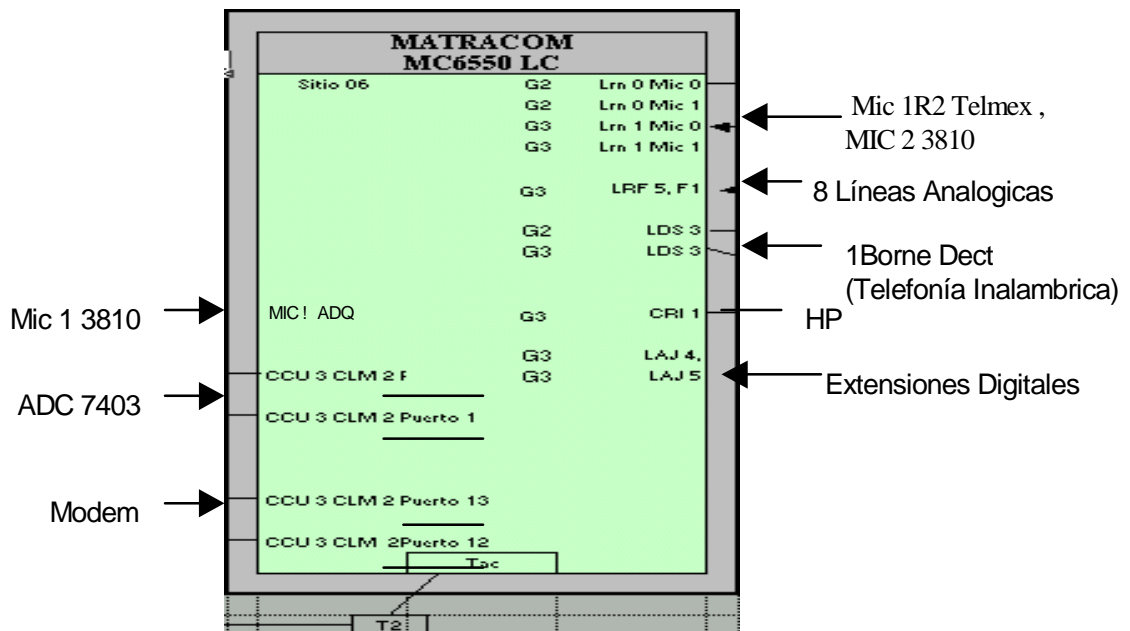 MATRACOM
MC6550 LC
Sitio 06
G2 Lrn 0 Mic 0
G2 Lrn 0 Mic 1
G3 Lrn 1 Mic 0
G3 Lrn 1 Mic 1
G3 LRF 5, F1
G2 LDS 3
G3 LDS 3
MIC! ADQ
G3 CRI 1
G3 LAJ 4,
G3 LAJ 5
CCU 3 CLM 2 F
CCU 3 CLM 2 Puerto 1
CCU 3 CLM 2 Puerto 13
CCU 3 CLM 2Puerto 12
Tac
T2
Mic 1 3810
ADC 7403
Modem
Mic 1R2 Telmex ,
MIC 2 3810
8 Líneas Analogicas
1Borne Dect
(Telefonía Inalambrica)
HP
Extensiones Digitales